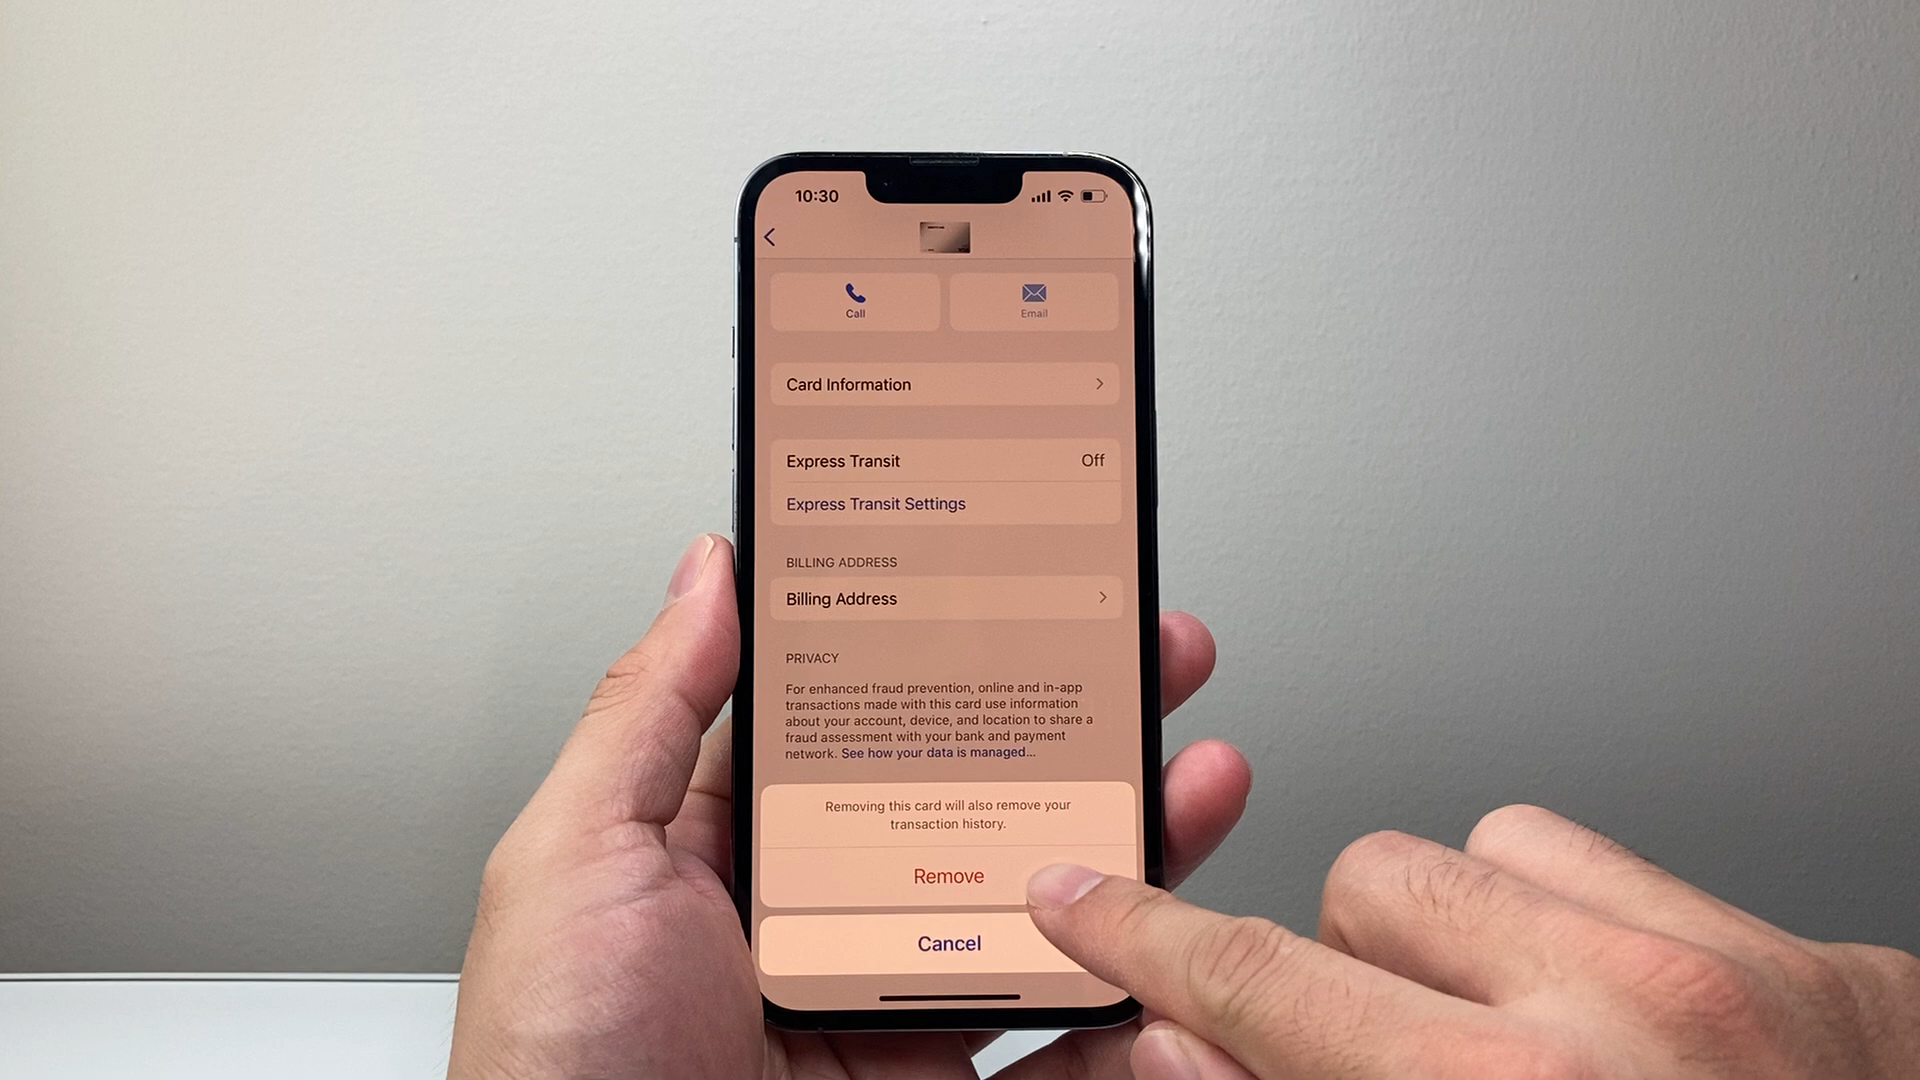 10:30
Call
Email
Card Information
Express Transit Off
Express Transit Settings
BILLING ADDRESS
Billing Address
PRIVACY
For enhanced fraud prevention, online and in-app
transactions made with this card use information
about your account, device, and location to share a
fraud assessment with your bank and payment
network. See how your data is managed...
Removing this card will also remove your
transaction history.
Remove
Cancel